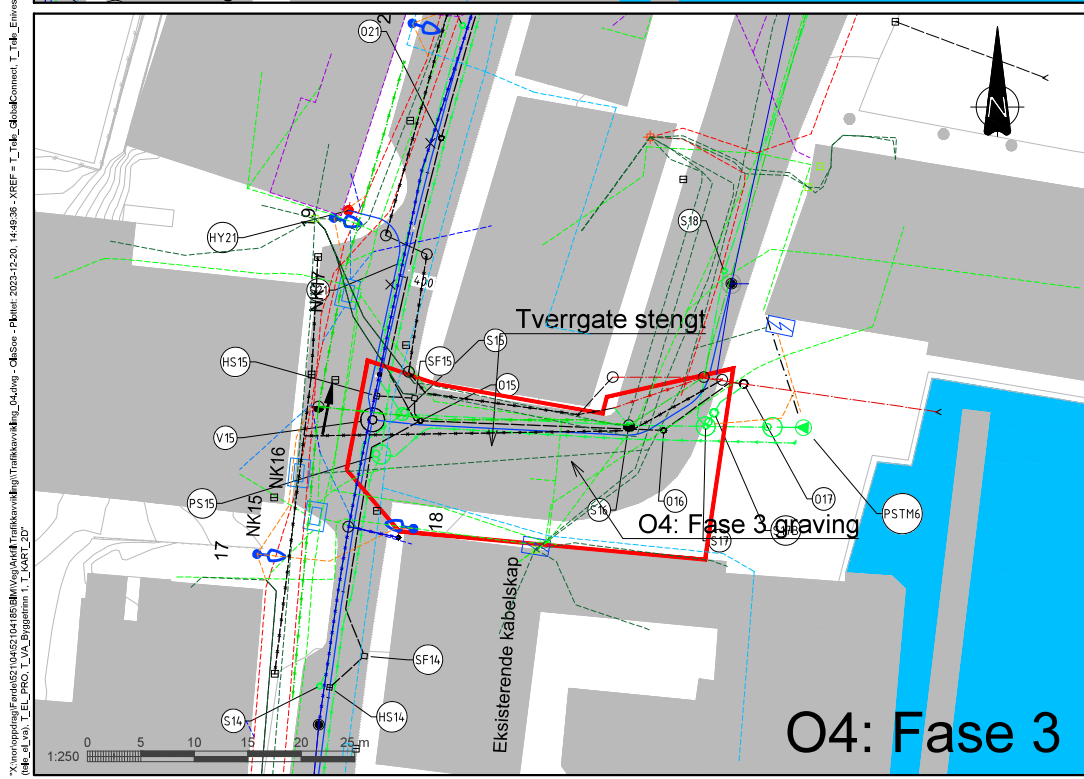 O21
2
HY21
19
NK17
400
S18
Tverrgate stengt
S15
SF15
HS15
O15
V15
NK16
PS15
NK15
17
18
S16
O16
O17
O4: Fase 3 graving
S17
PSTM6
Eksisterende kabelskap
SF14
S14
HS14
1:250
0 5 10 15 20 25 m
N
O4: Fase 3